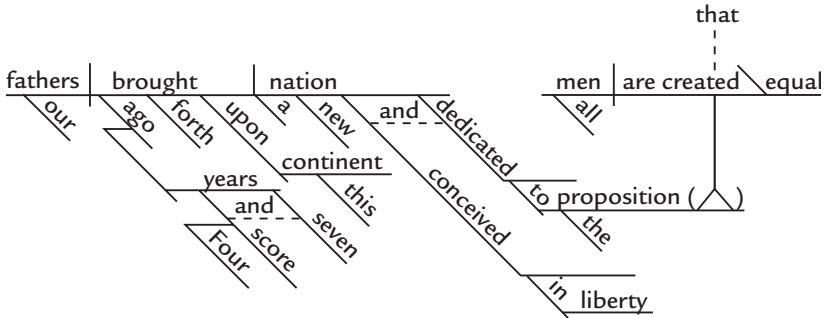 that
fathers brought nation men are created equal
our ago forth upon a new and dedicated all
continent
years this conceived to proposition ( )
and the
Four score seven
in liberty